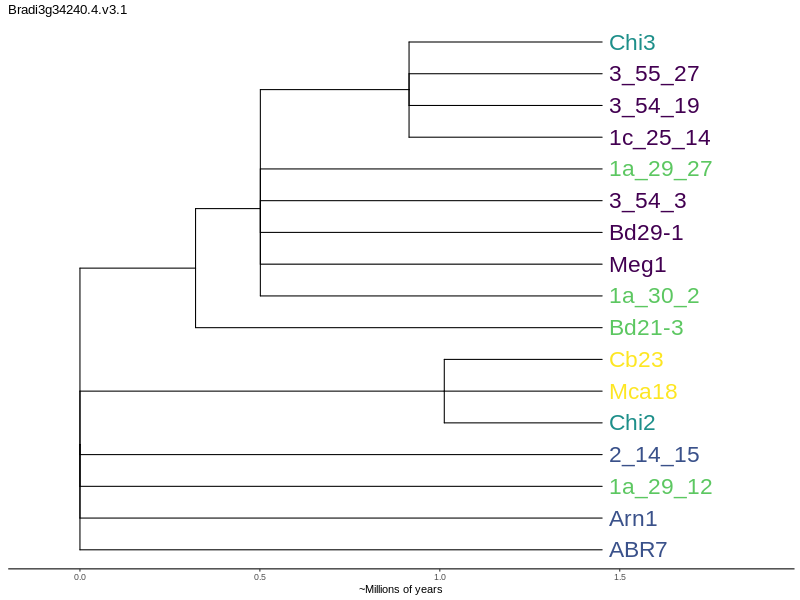 Bradi3g34240.4.v3.1
Chi3
3_55_27
3_54_19
1c_25_14
1a_29_27
3_54_3
Bd29-1
Meg1
1a_30_2
Bd21-3
Cb23
Mca18
Chi2
2_14_15
1a_29_12
Arn1
ABR7
0.0 0.5 1.0 1.5
~Millions of years